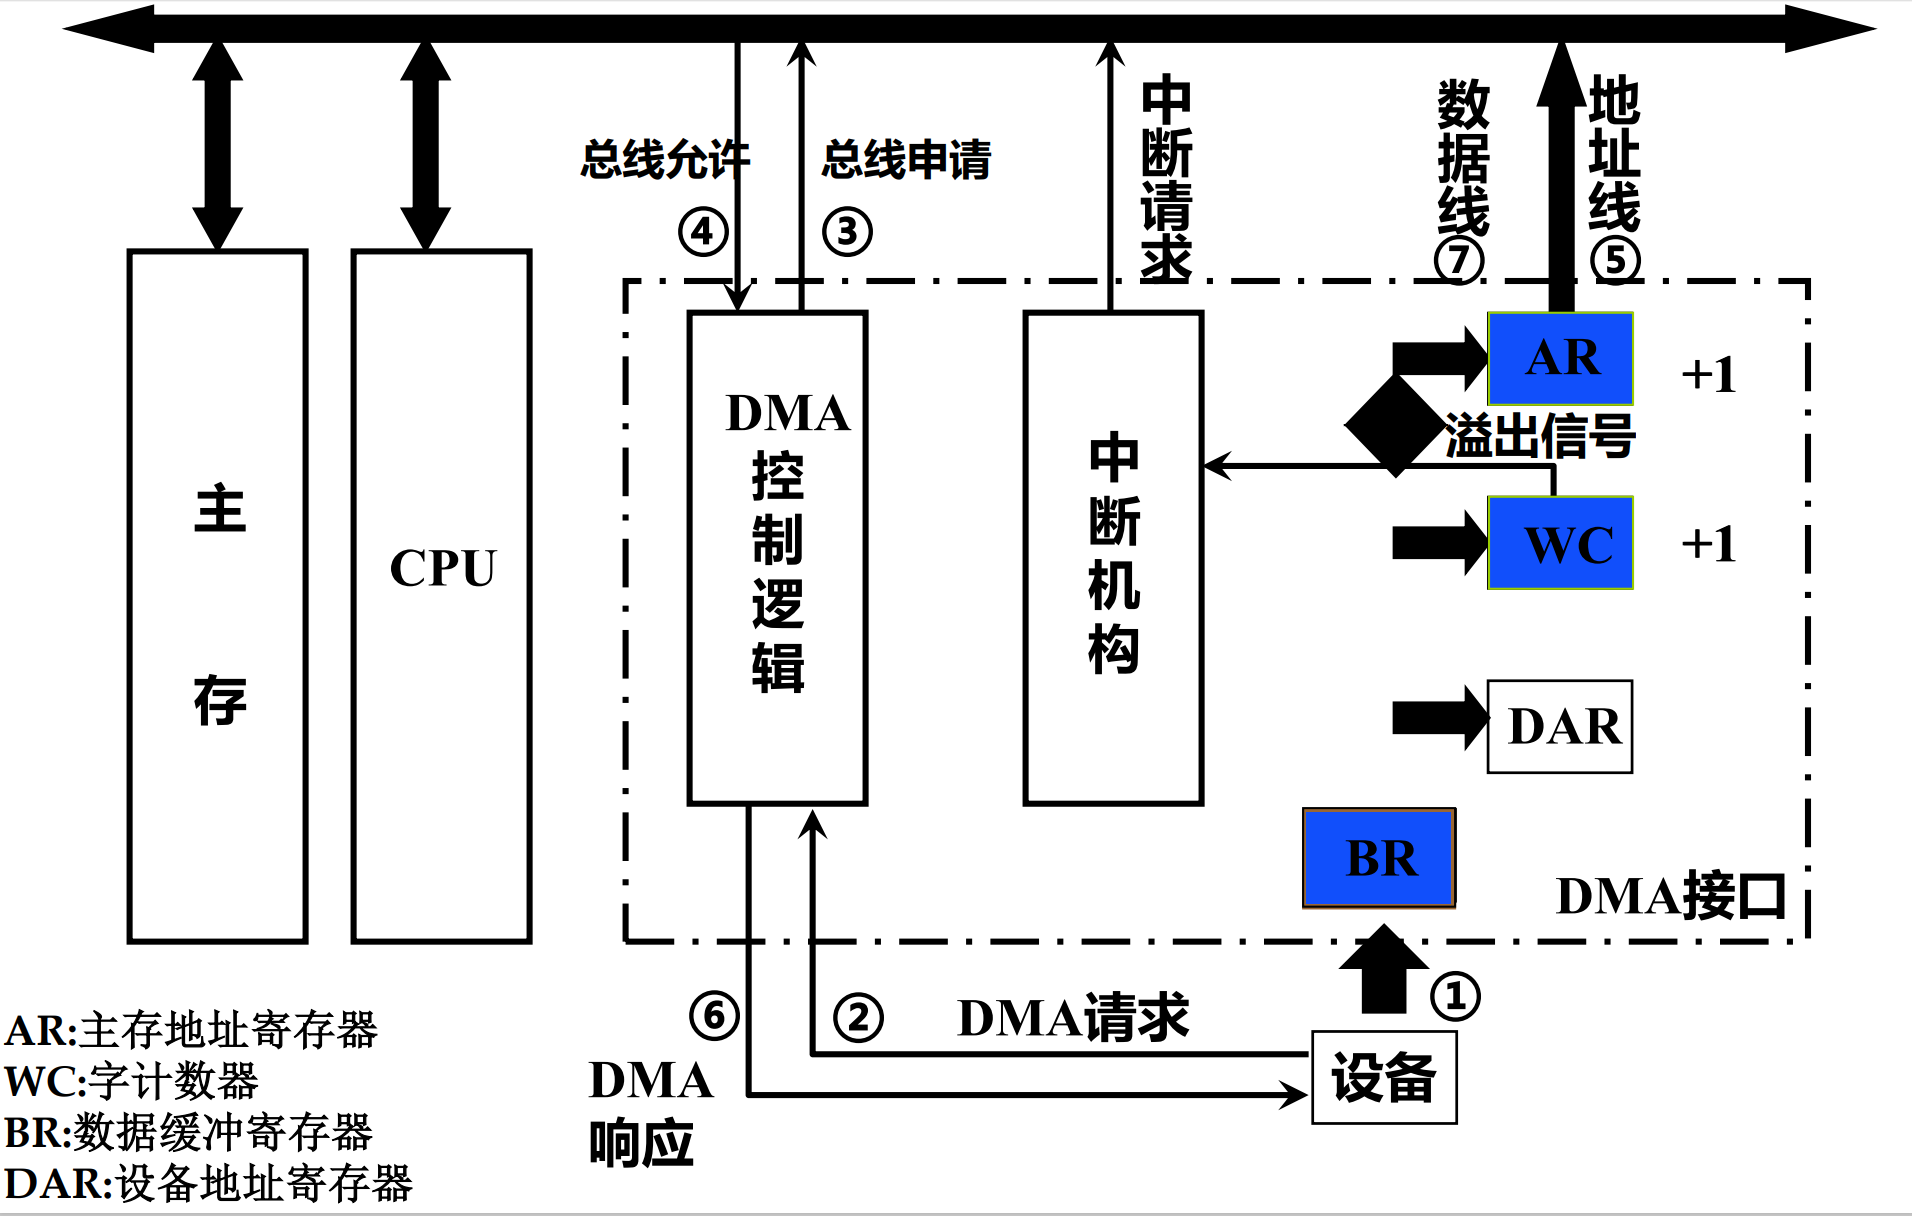 总线允许
④
总线申请
③
中断请求
数据线
⑦
地址线
⑤
主存
CPU
DMA
控制逻辑
中断机构
AR
+1
溢出信号
WC
+1
DAR
BR
DMA接口
①
设备
⑥
②
DMA请求
DMA
响应
AR:主存地址寄存器
WC:字计数器
BR:数据缓冲寄存器
DAR:设备地址寄存器